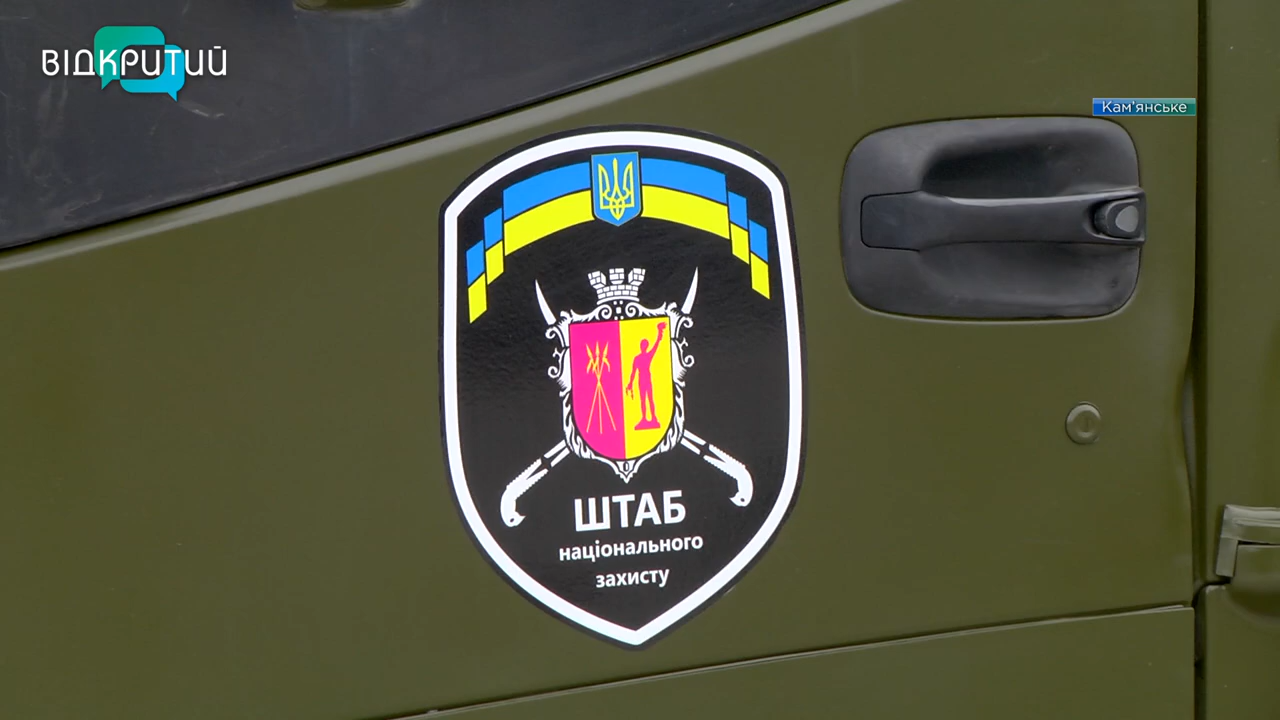 ВІДКРИТИЙ
Кам'янське
ШТАБ
національного
захисту